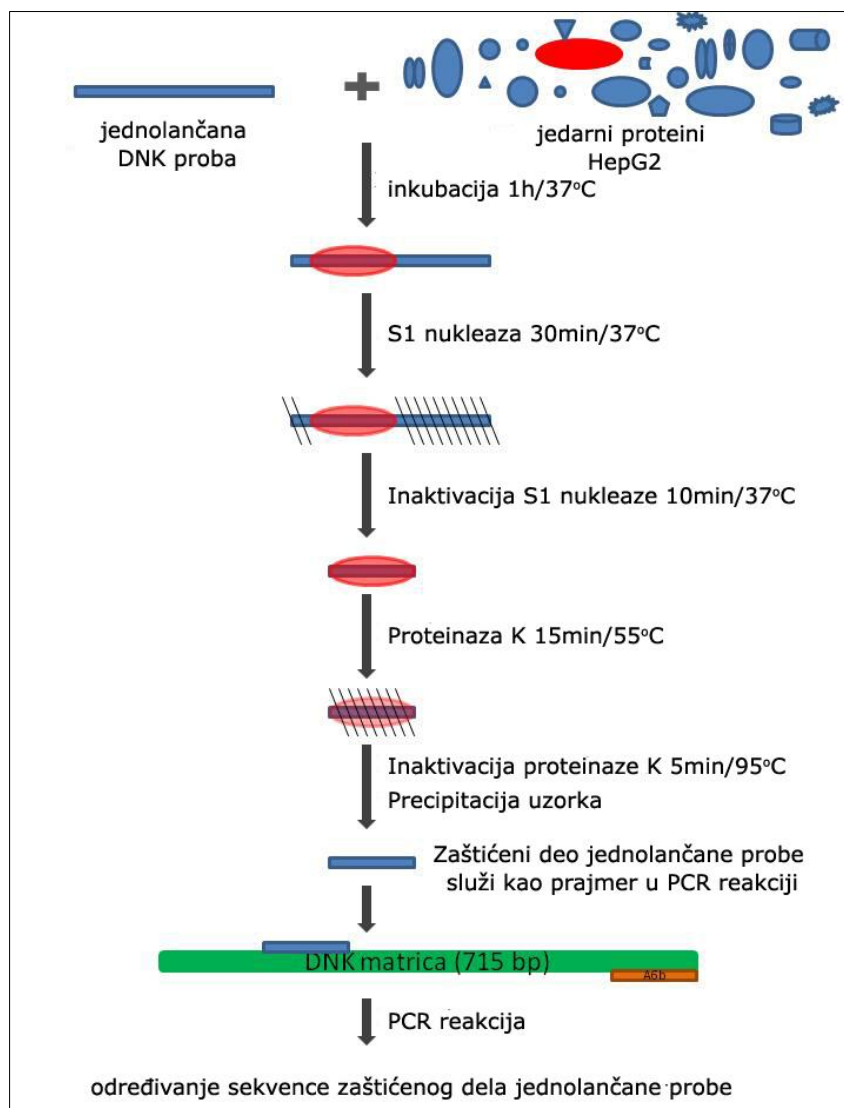 jednolančana
DNK proba
jedarni proteini
HepG2
inkubacija 1h/37°C
S1 nukleaza 30min/37°C
Inaktivacija S1 nukleaze 10min/37°C
Proteinaza K 15min/55°C
Inaktivacija proteinaze K 5min/95°C
Precipitacija uzorka
Zaštićeni deo jednolančane probe
služi kao prajmer u PCR reakciji
DNK matrica (715 bp)
A6b
PCR reakcija
određivanje sekvence zaštićenog dela jednolančane probe